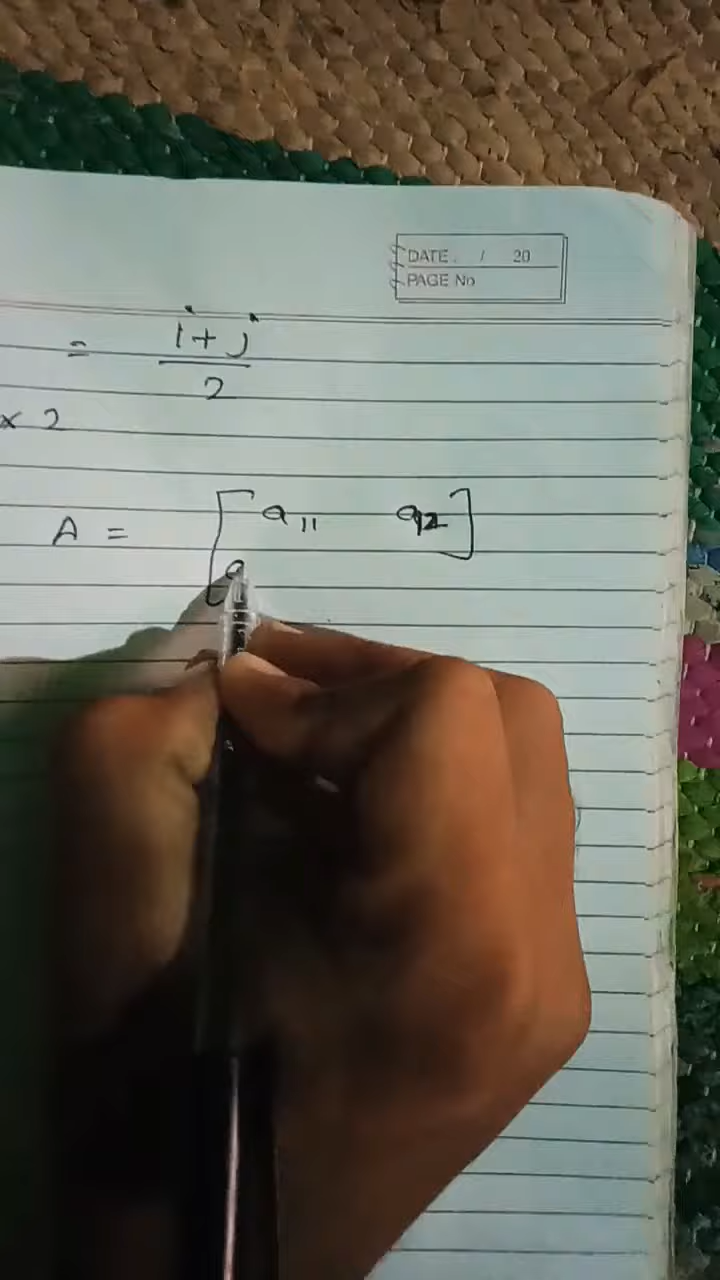 DATE. / 20
PAGE No
= i + j / 2
x 2
A = [ a11 a12 ]
a